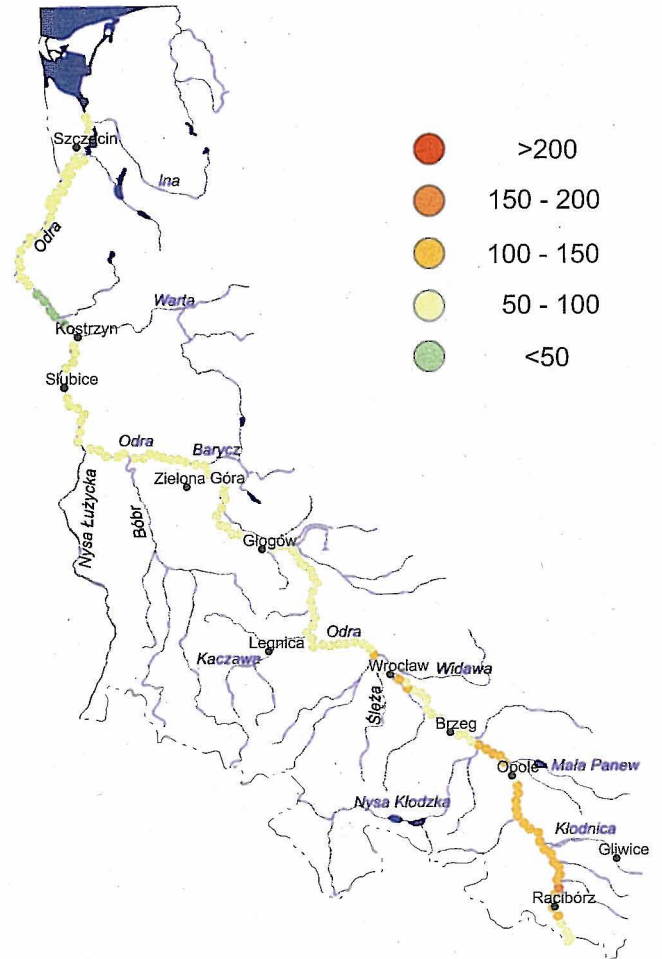 Szczecin
Ina
Odra
Warta
Kostrzyn
Słubice
Odra
Barycz
Zielona Góra
Nysa Łużycka
Bóbr
Głogów
Odra
Legnica
Kaczawa
Wrocław
Widawa
Ślęża
Brzeg
Opole
Mała Panew
Nysa Kłodzka
Kłodnica
Gliwice
Racibórz
>200
150 - 200
100 - 150
50 - 100
<50